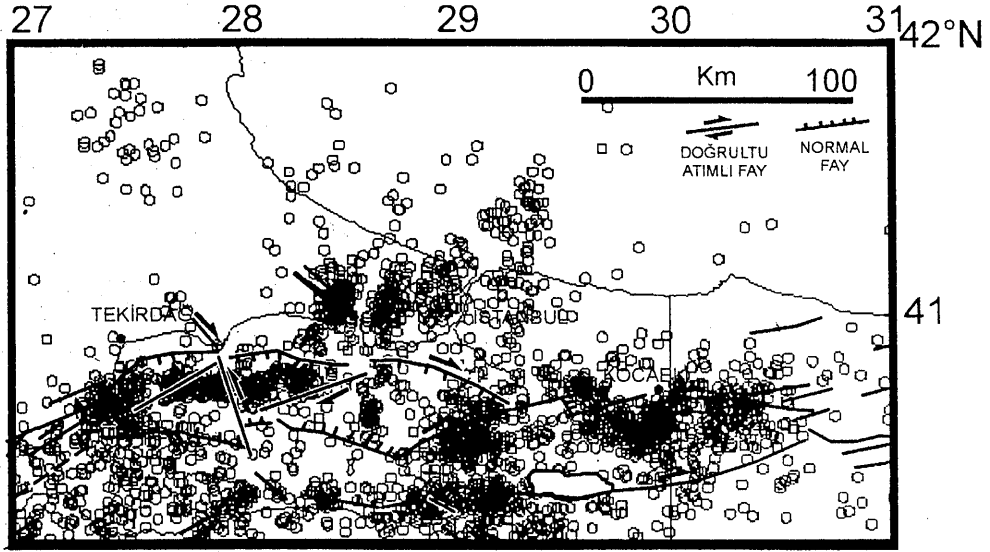 27 28 29 30 31
42°N
0 Km 100
DOĞRULTU
ATIMLI FAY
NORMAL
FAY
41
TEKİRDAĞ
İSTANBUL
KOCAELİ